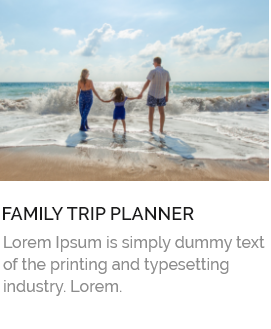 FAMILY TRIP PLANNER
Lorem Ipsum is simply dummy text
of the printing and typesetting
industry. Lorem.